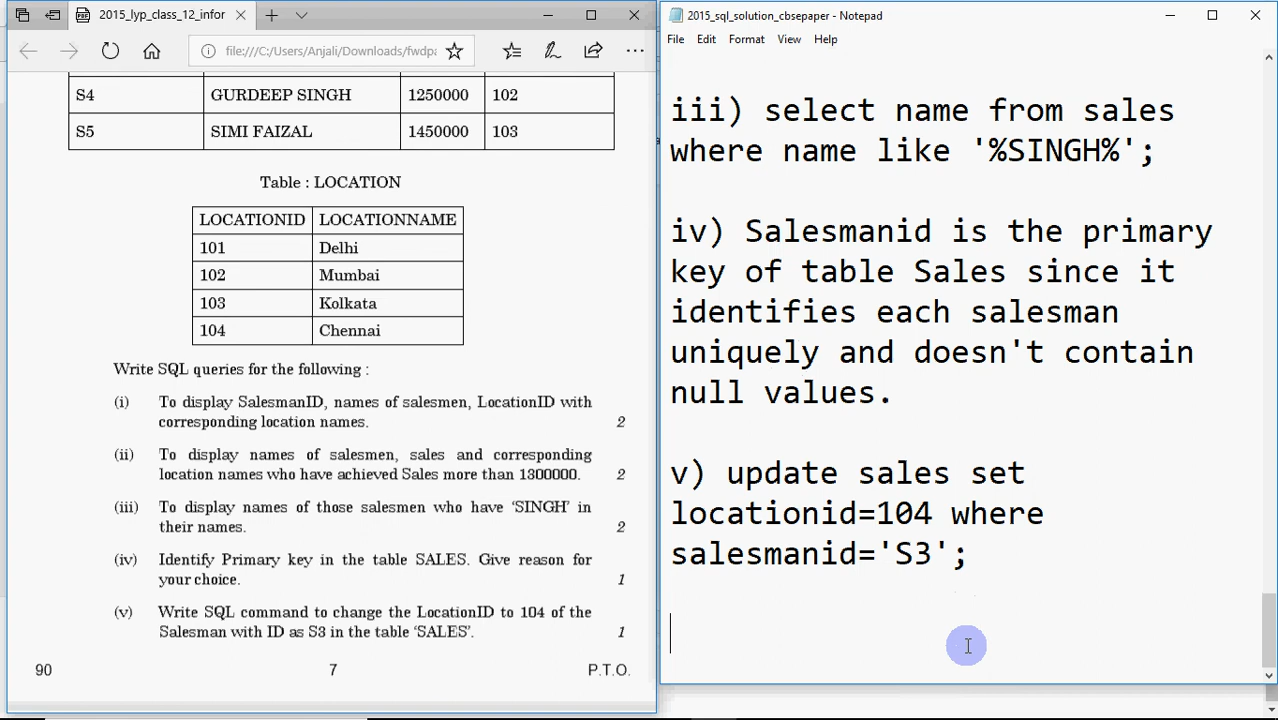 2015_lyp_class_12_infor
file:///C:/Users/Anjali/Downloads/fwdpa
S4 GURDEEP SINGH 1250000 102
S5 SIMI FAIZAL 1450000 103
Table : LOCATION
LOCATIONID LOCATIONNAME
101 Delhi
102 Mumbai
103 Kolkata
104 Chennai
Write SQL queries for the following :
(i) To display SalesmanID, names of salesmen, LocationID with
corresponding location names. 2
(ii) To display names of salesmen, sales and corresponding
location names who have achieved Sales more than 1300000. 2
(iii) To display names of those salesmen who have ‘SINGH’ in
their names. 2
(iv) Identify Primary key in the table SALES. Give reason for
your choice. 1
(v) Write SQL command to change the LocationID to 104 of the
Salesman with ID as S3 in the table ‘SALES’. 1
90 7 P.T.O.
2015_sql_solution_cbsepaper - Notepad
File Edit Format View Help
iii) select name from sales
where name like '%SINGH%';
iv) Salesmanid is the primary
key of table Sales since it
identifies each salesman
uniquely and doesn't contain
null values.
v) update sales set
locationid=104 where
salesmanid='S3';